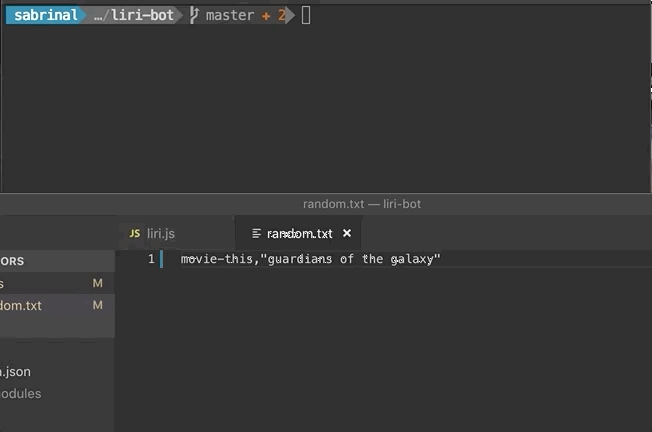 sabrinal …/liri-bot master + 2
random.txt — liri-bot
JS liri.js random.txt ×
ORS
1 movie-this,"guardians of the galaxy"
s M
dom.txt M
.json
odules